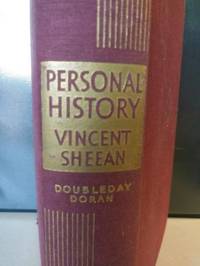 PERSONAL
HISTORY
VINCENT
SHEEAN
DOUBLEDAY
DORAN